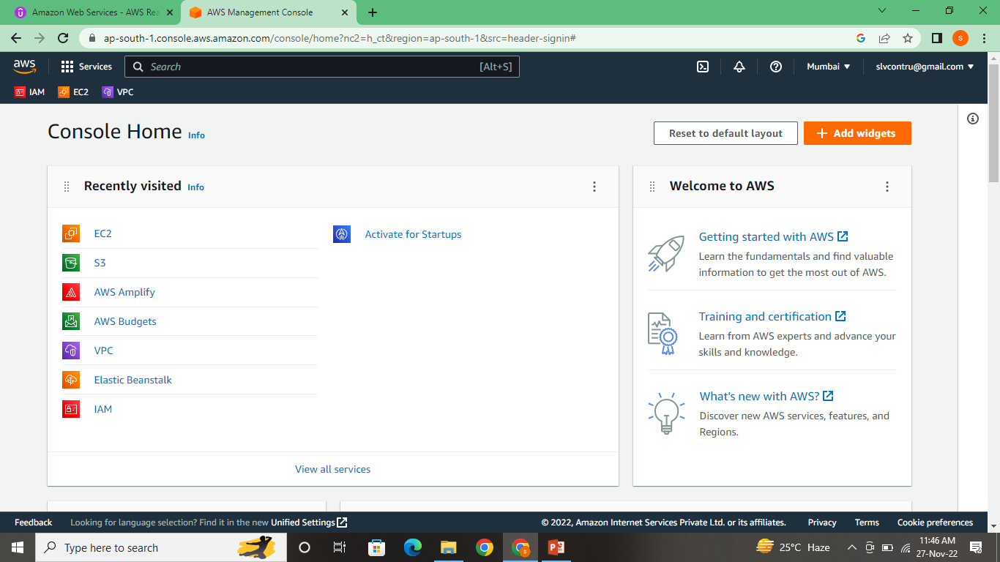 Amazon Web Services - AWS Rea
AWS Management Console
ap-south-1.console.aws.amazon.com/console/home?nc2=h_ct&region=ap-south-1&src=header-signin#
S
aws
Services
Search
[Alt+S]
Mumbai
slvcontru@gmail.com
IAM
EC2
VPC
Console Home
Info
Reset to default layout
Add widgets
Recently visited
Info
EC2
S3
AWS Amplify
AWS Budgets
VPC
Elastic Beanstalk
IAM
Activate for Startups
View all services
Welcome to AWS
Getting started with AWS
Learn the fundamentals and find valuable
information to get the most out of AWS.
Training and certification
Learn from AWS experts and advance your
skills and knowledge.
What's new with AWS?
Discover new AWS services, features, and
Regions.
Feedback
Looking for language selection? Find it in the new Unified Settings
© 2022, Amazon Internet Services Private Ltd. or its affiliates.
Privacy
Terms
Cookie preferences
Type here to search
25°C Haze
11:46 AM
27-Nov-22